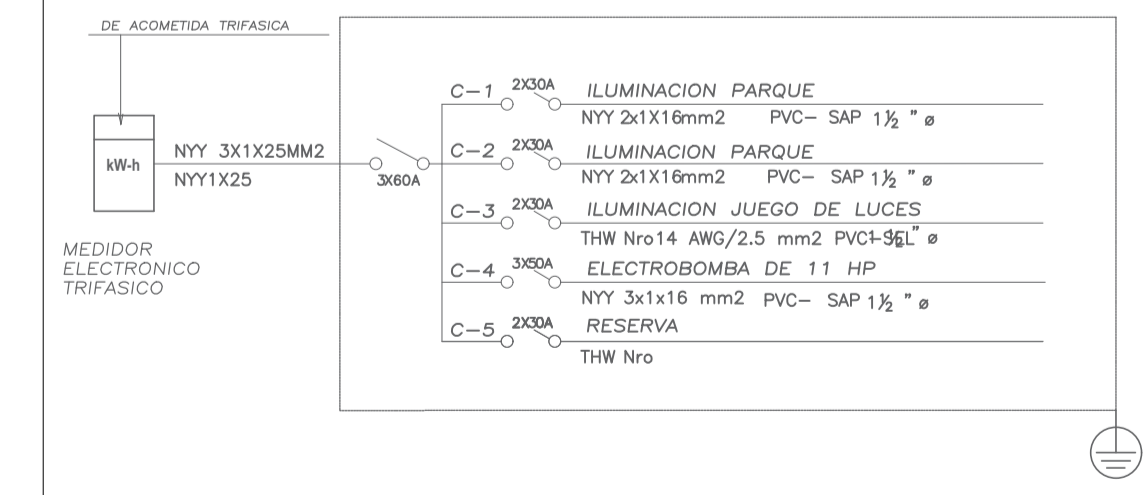 DE ACOMETIDA TRIFASICA
kW-h
NYY 3X1X25MM2
NYY1X25
MEDIDOR
ELECTRONICO
TRIFASICO
3X60A
C-1 2X30A ILUMINACION PARQUE
NYY 2x1X16mm2 PVC- SAP 1½ " ø
C-2 2X30A ILUMINACION PARQUE
NYY 2x1X16mm2 PVC- SAP 1½ " ø
C-3 2X30A ILUMINACION JUEGO DE LUCES
THW Nro14 AWG/2.5 mm2 PVC " ø
C-4 3X50A ELECTROBOMBA DE 11 HP
NYY 3x1x16 mm2 PVC- SAP 1½ " ø
C-5 2X30A RESERVA
THW Nro